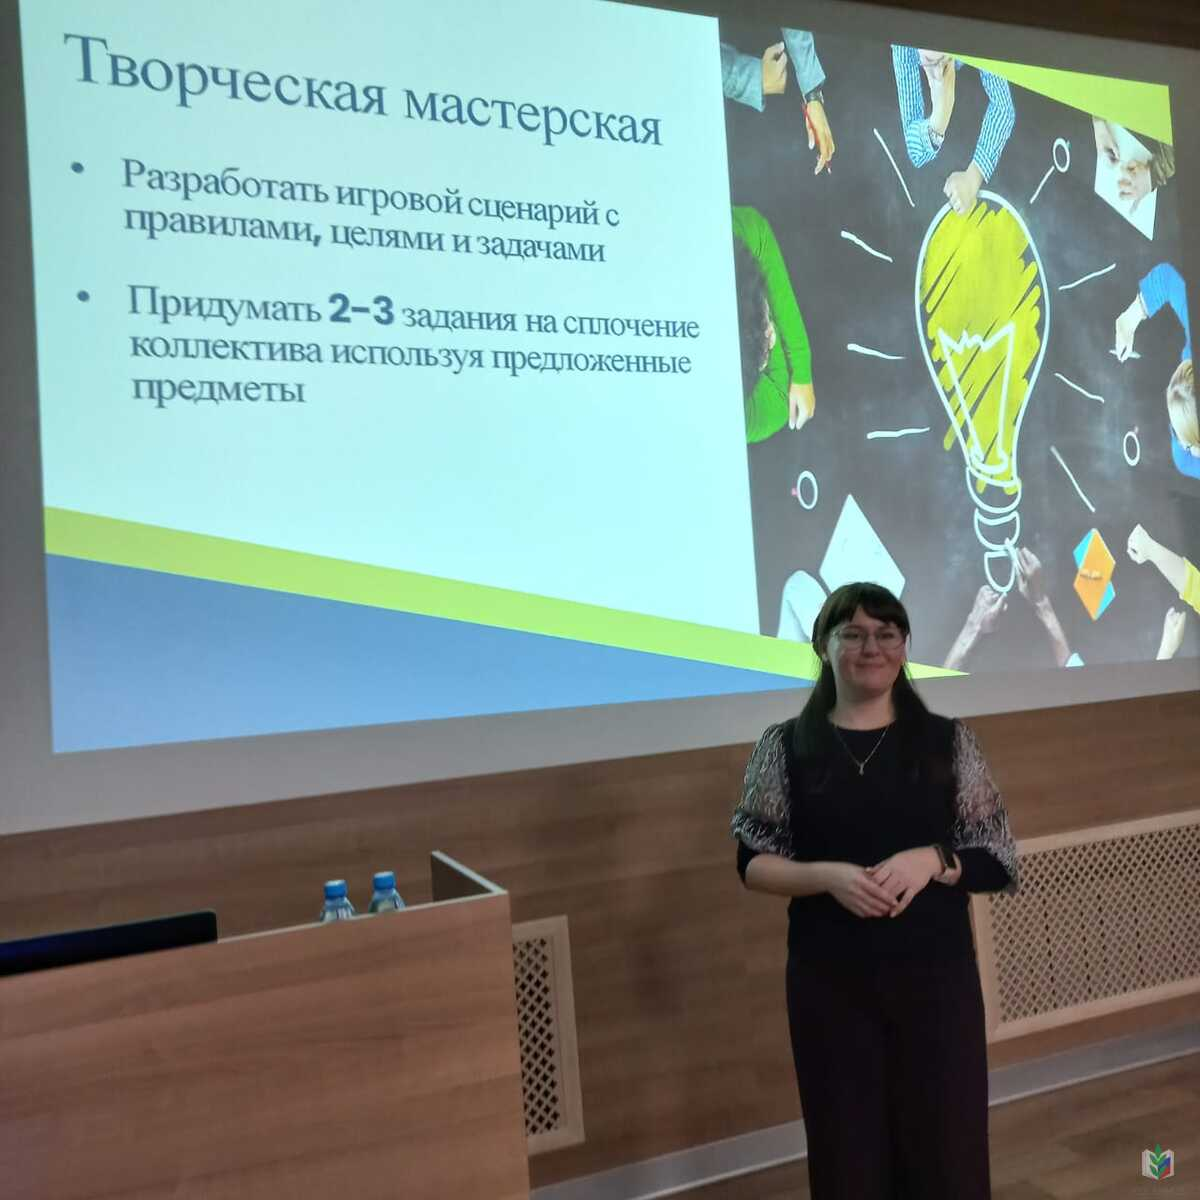 Творческая мастерская
• Разработать игровой сценарий с
правилами, целями и задачами
• Придумать 2-3 задания на сплочение
коллектива используя предложенные
предметы